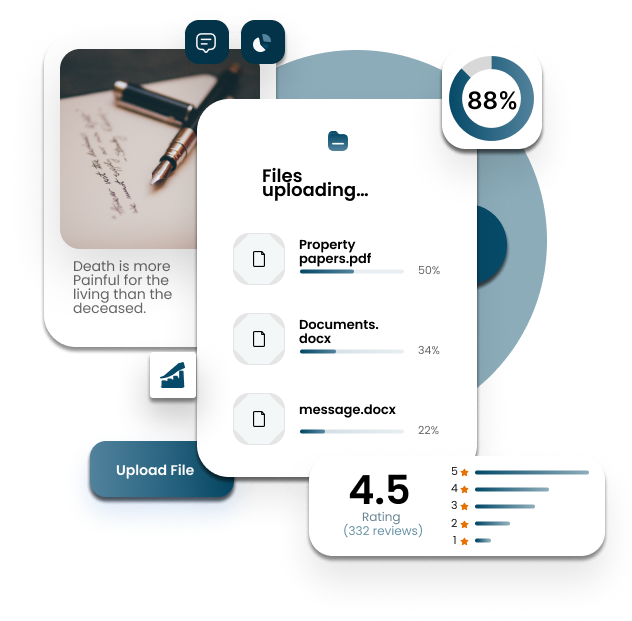 88%
Files
uploading...
Property
papers.pdf
50%
Death is more
Painful for the
living than the
deceased.
Documents.
docx
34%
message.docx
22%
Upload File
4.5
Rating
(332 reviews)
5
4
3
2
1